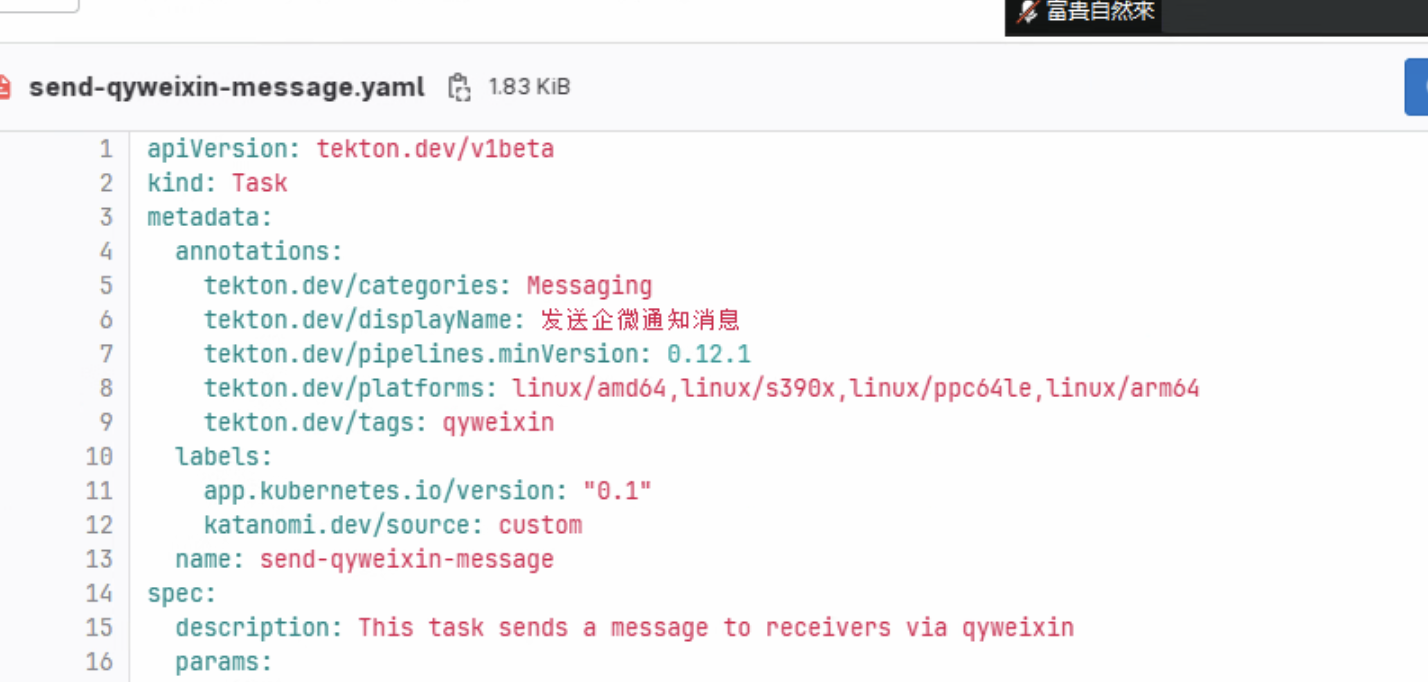 富貴自然來
send-qyweixin-message.yaml 1.83 KiB
1 apiVersion: tekton.dev/v1beta
2 kind: Task
3 metadata:
4   annotations:
5     tekton.dev/categories: Messaging
6     tekton.dev/displayName: 发送企微通知消息
7     tekton.dev/pipelines.minVersion: 0.12.1
8     tekton.dev/platforms: linux/amd64,linux/s390x,linux/ppc64le,linux/arm64
9     tekton.dev/tags: qyweixin
10   labels:
11     app.kubernetes.io/version: "0.1"
12     katanomi.dev/source: custom
13   name: send-qyweixin-message
14 spec:
15   description: This task sends a message to receivers via qyweixin
16   params: